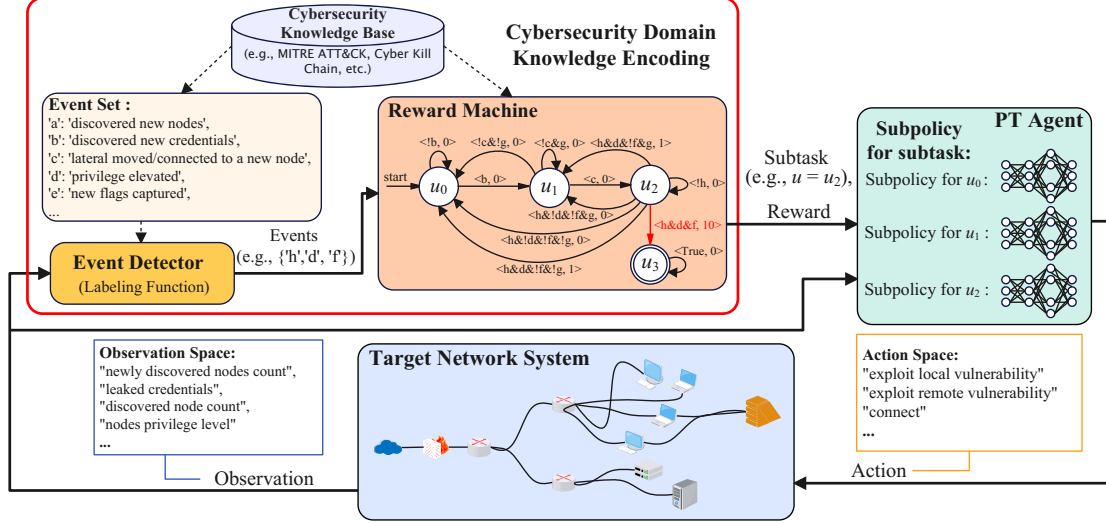 Cybersecurity
Knowledge Base
(e.g., MITRE ATT&CK, Cyber Kill
Chain, etc.)
Cybersecurity Domain
Knowledge Encoding
Event Set :
'a': 'discovered new nodes',
'b': 'discovered new credentials',
'c': 'lateral moved/connected to a new node',
'd': 'privilege elevated',
'e': 'new flags captured',
...
Event Detector
(Labeling Function)
Events
(e.g., {'h','d', 'f'})
Reward Machine
<!b, 0>
<!c&!g, 0>
<!c&g, 0>
<h&d&!f&g, 1>
start
u0
<b, 0>
u1
<c, 0>
u2
<!h, 0>
<h&!d&!f&g, 0>
<h&!d&!f&!g, 0>
<h&d&!f&!g, 1>
<h&d&f, 10>
<True, 0>
u3
Subtask
(e.g., u = u2),
Reward
PT Agent
Subpolicy
for subtask:
Subpolicy for u0 :
Subpolicy for u1 :
Subpolicy for u2 :
Observation Space:
"newly discovered nodes count",
"leaked credentials",
"discovered node count",
"nodes privilege level"
...
Observation
Target Network System
Action Space:
"exploit local vulnerability"
"exploit remote vulnerability"
"connect"
...
Action